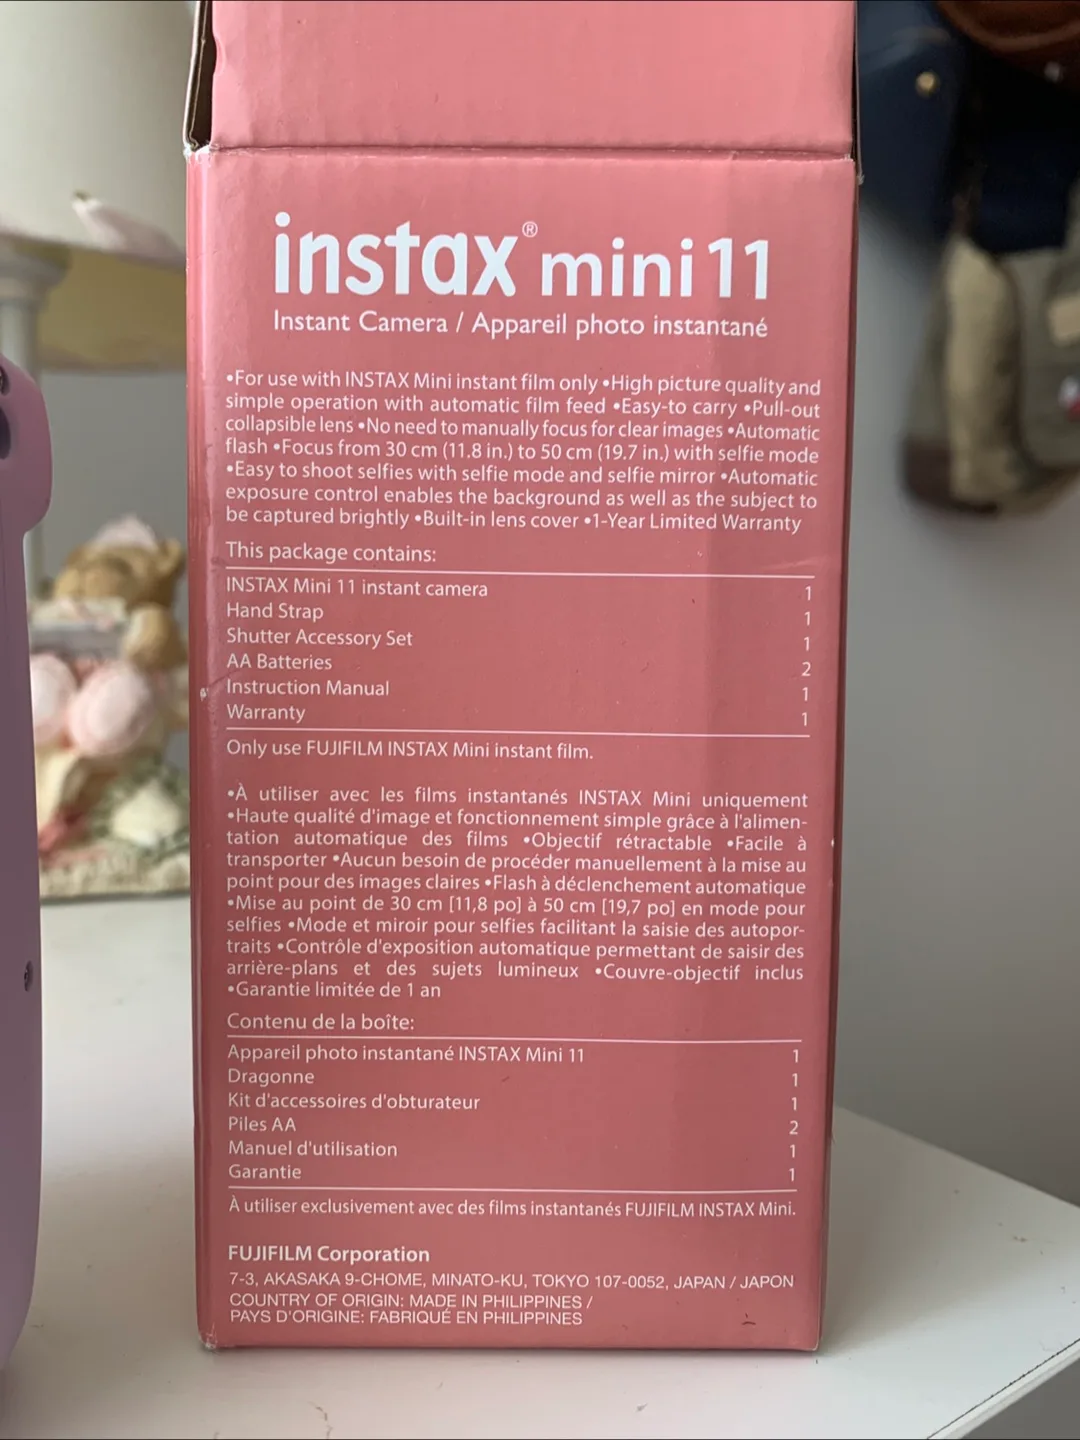 instax® mini 11
Instant Camera / Appareil photo instantané
•For use with INSTAX Mini instant film only •High picture quality and
simple operation with automatic film feed •Easy-to carry •Pull-out
collapsible lens •No need to manually focus for clear images •Automatic
flash •Focus from 30 cm (11.8 in.) to 50 cm (19.7 in.) with selfie mode
•Easy to shoot selfies with selfie mode and selfie mirror •Automatic
exposure control enables the background as well as the subject to
be captured brightly •Built-in lens cover •1-Year Limited Warranty
This package contains:
INSTAX Mini 11 instant camera 1
Hand Strap 1
Shutter Accessory Set 1
AA Batteries 2
Instruction Manual 1
Warranty 1
Only use FUJIFILM INSTAX Mini instant film.
•À utiliser avec les films instantanés INSTAX Mini uniquement
•Haute qualité d'image et fonctionnement simple grâce à l'alimen-
tation automatique des films •Objectif rétractable •Facile à
transporter •Aucun besoin de procéder manuellement à la mise au
point pour des images claires •Flash à déclenchement automatique
•Mise au point de 30 cm [11,8 po] à 50 cm [19,7 po] en mode pour
selfies •Mode et miroir pour selfies facilitant la saisie des autopor-
traits •Contrôle d'exposition automatique permettant de saisir des
arrière-plans et des sujets lumineux •Couvre-objectif inclus
•Garantie limitée de 1 an
Contenu de la boîte:
Appareil photo instantané INSTAX Mini 11 1
Dragonne 1
Kit d'accessoires d'obturateur 1
Piles AA 2
Manuel d'utilisation 1
Garantie 1
À utiliser exclusivement avec des films instantanés FUJIFILM INSTAX Mini.
FUJIFILM Corporation
7-3, AKASAKA 9-CHOME, MINATO-KU, TOKYO 107-0052, JAPAN / JAPON
COUNTRY OF ORIGIN: MADE IN PHILIPPINES /
PAYS D'ORIGINE: FABRIQUÉ EN PHILIPPINES